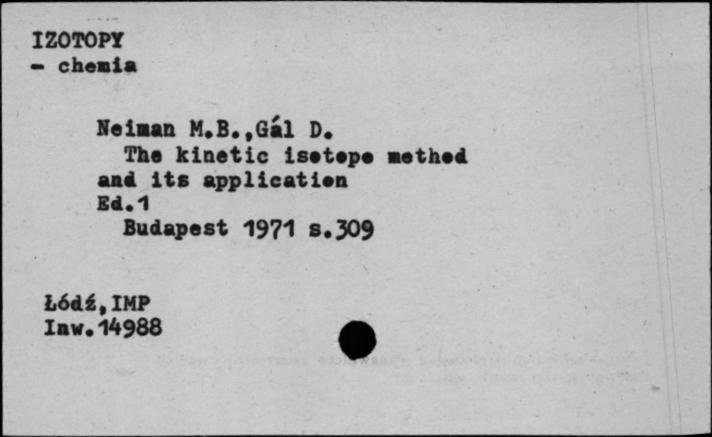 IZOTOPY
- chemia
Neiman M.B.,Gál D.
The kinetic isotope method
and its application
Ed.1
Budapest 1971 s.309
Łódź,IMP
Inw.14988